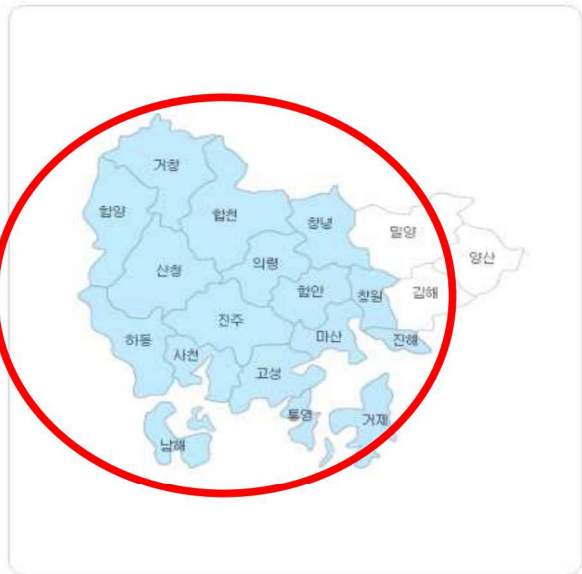 거창
함양
합천
창녕
밀양
양산
산청
의령
함안
창원
김해
진주
하동
사천
마산
진해
고성
통영
거제
남해